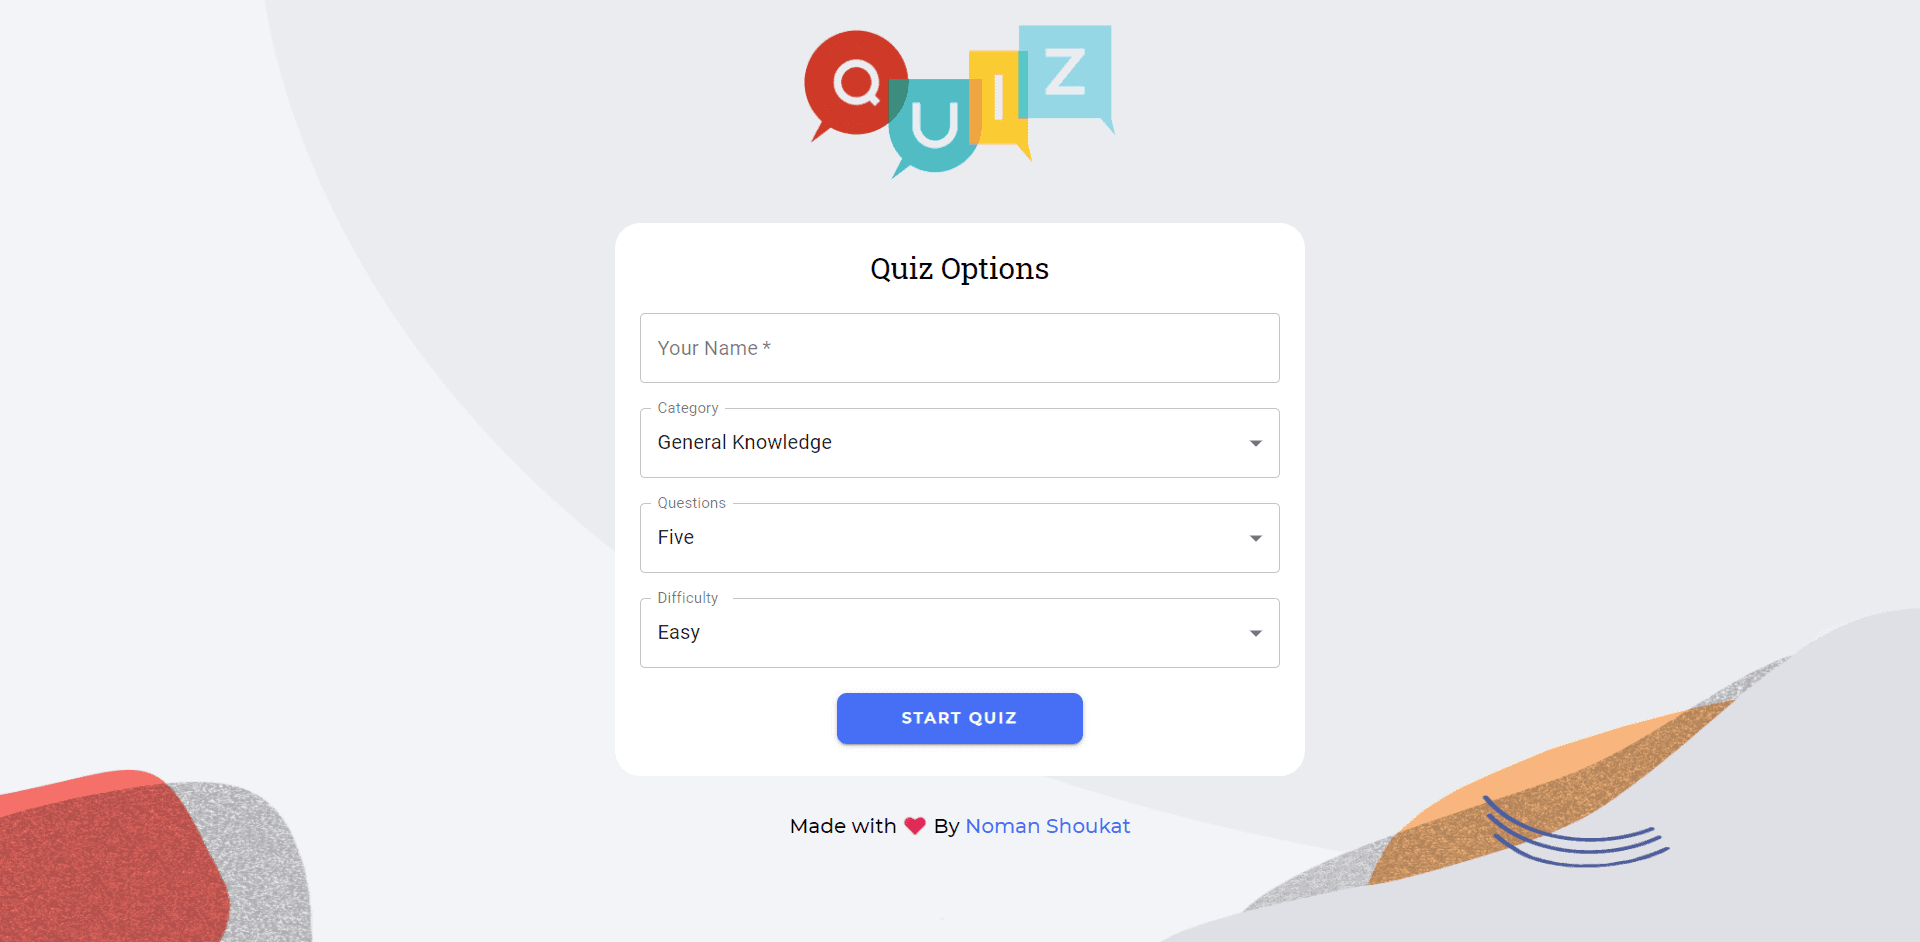 QUIZ
Quiz Options
Your Name *
Category
General Knowledge
Questions
Five
Difficulty
Easy
START QUIZ
Made with ❤ By Noman Shoukat